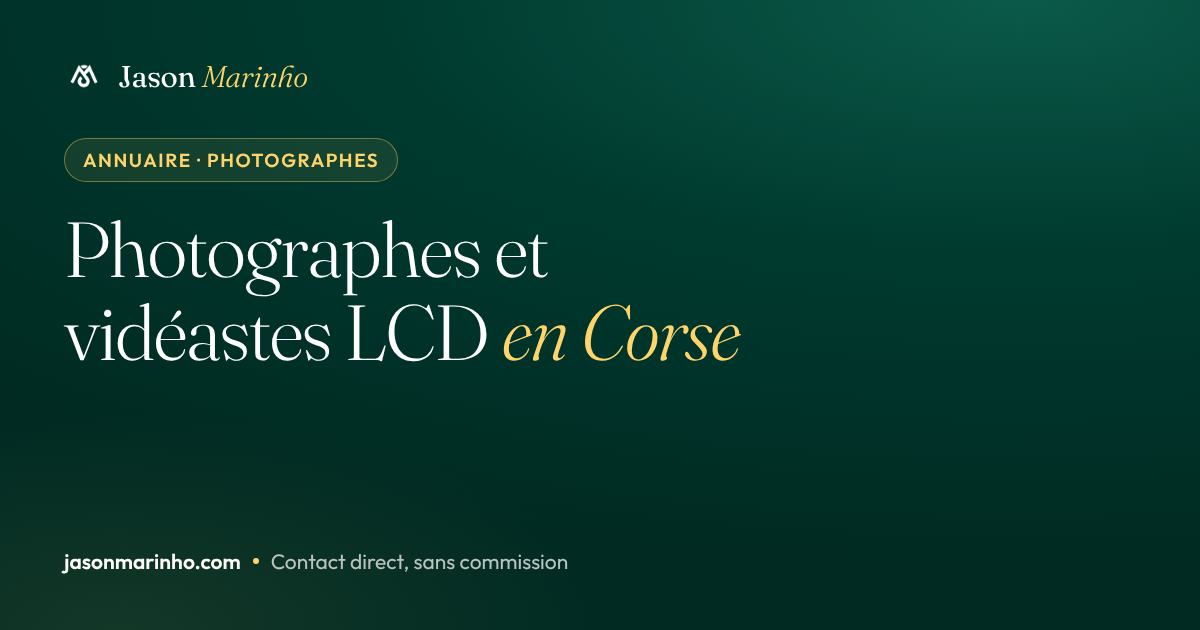 Jason Marinho
ANNUAIRE · PHOTOGRAPHES
Photographes et
vidéastes LCD en Corse
jasonmarinho.com • Contact direct, sans commission